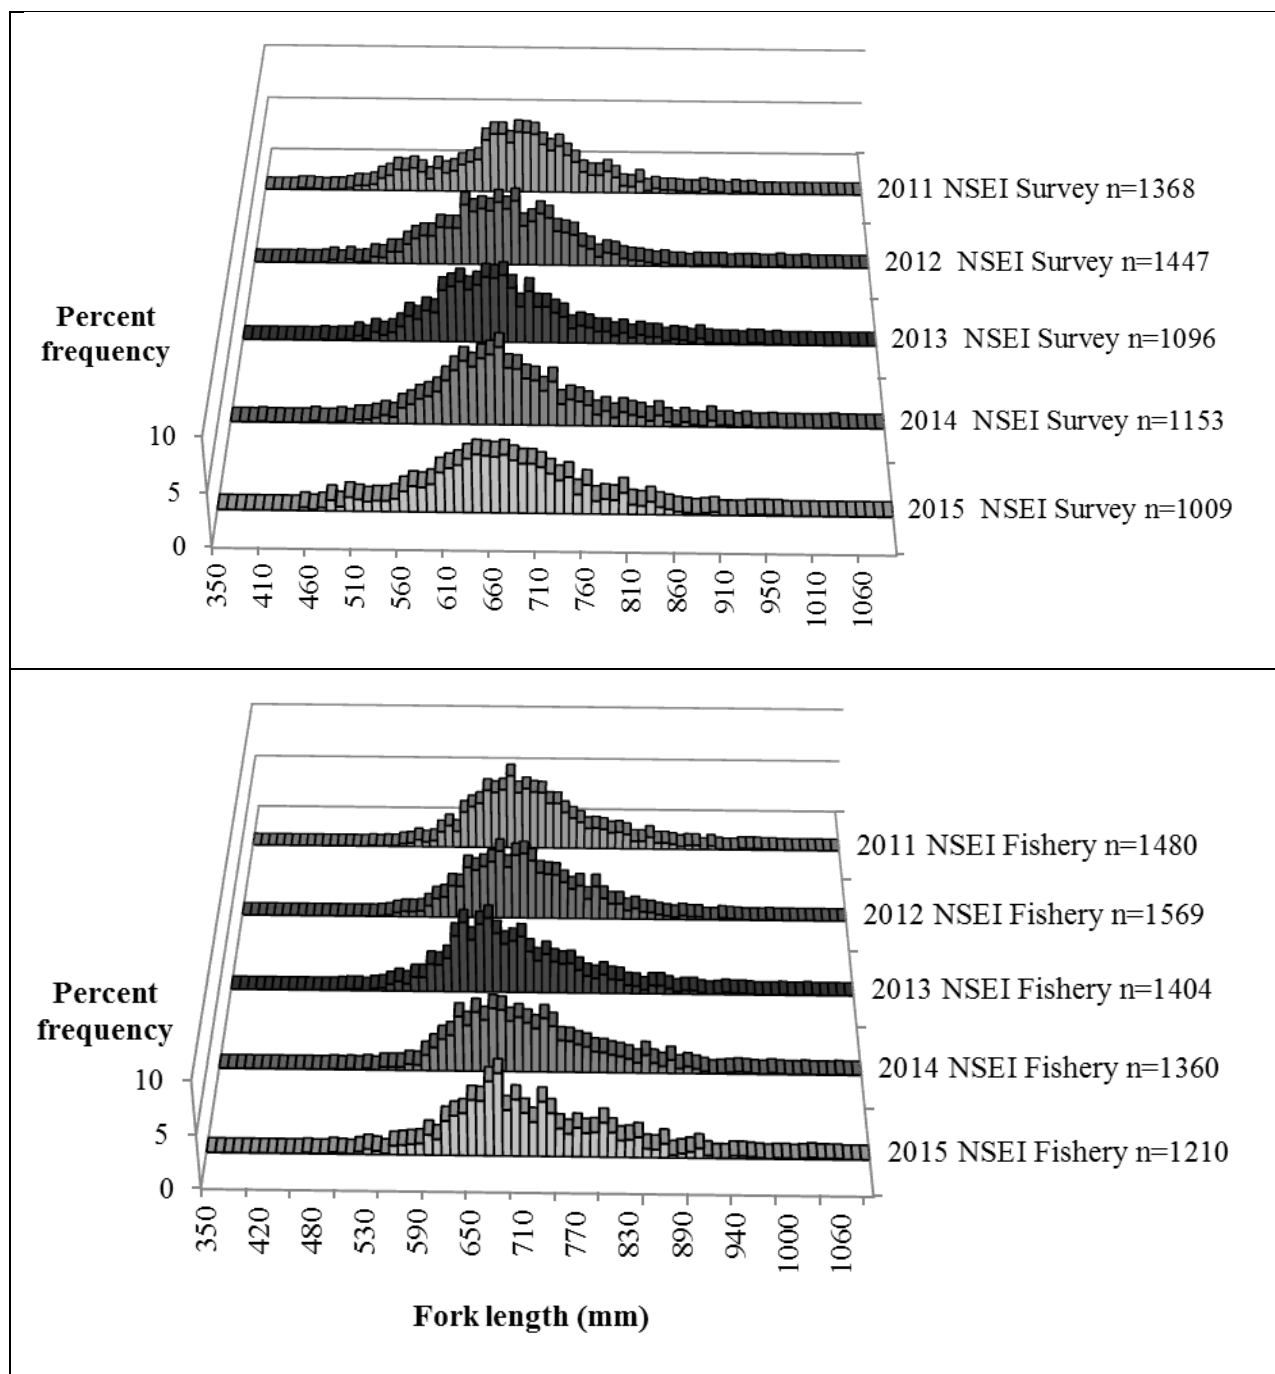 2011 NSEI Survey n=1368
2012 NSEI Survey n=1447
Percent
frequency
2013 NSEI Survey n=1096
2014 NSEI Survey n=1153
10
5
0
2015 NSEI Survey n=1009
350 410 460 510 560 610 660 710 760 810 860 910 950 1010 1060
2011 NSEI Fishery n=1480
2012 NSEI Fishery n=1569
Percent
frequency
2013 NSEI Fishery n=1404
2014 NSEI Fishery n=1360
10
5
0
2015 NSEI Fishery n=1210
350 420 480 530 590 650 710 770 830 890 940 1000 1060
Fork length (mm)